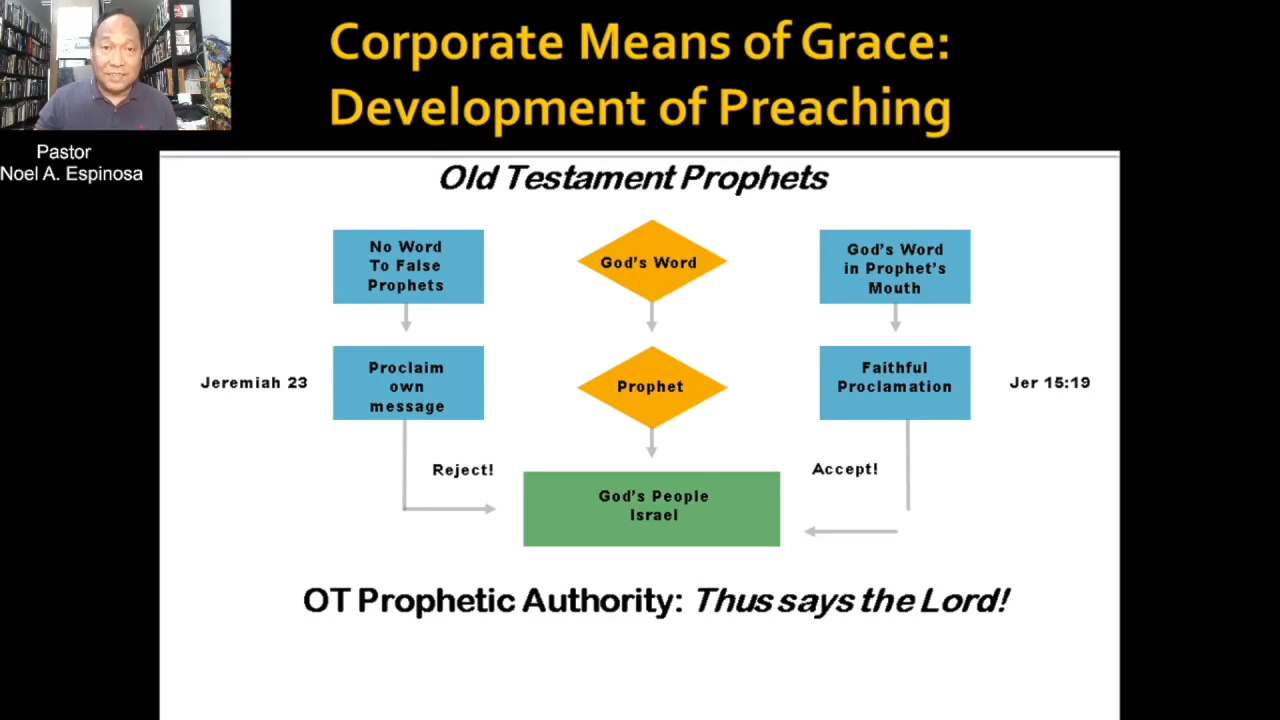 Corporate Means of Grace:
Development of Preaching
Pastor
Noel A. Espinosa
Old Testament Prophets
No Word
To False
Prophets
God's Word
God's Word
in Prophet's
Mouth
Jeremiah 23
Proclaim
own
message
Prophet
Faithful
Proclamation
Jer 15:19
Reject!
Accept!
God's People
Israel
OT Prophetic Authority: Thus says the Lord!